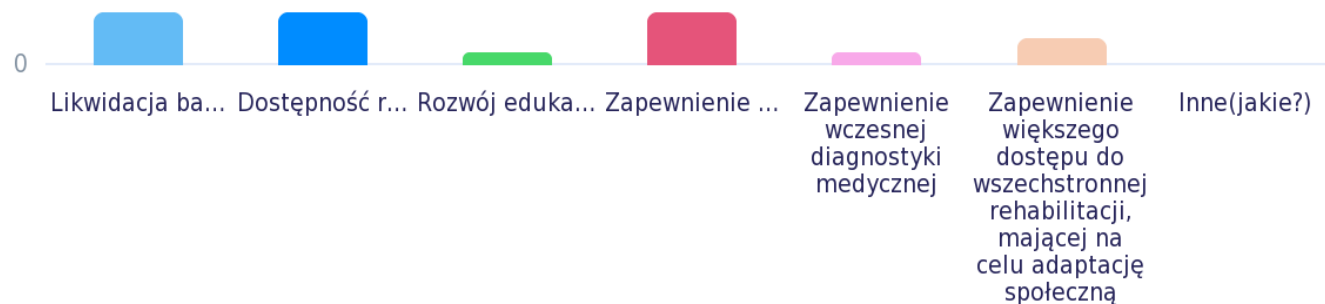 0
Likwidacja ba... Dostępność r... Rozwój eduka... Zapewnienie ... Zapewnienie
wczesnej
diagnostyki
medycznej
Zapewnienie
większego
dostępu do
wszechstronnej
rehabilitacji,
mającej na
celu adaptację
społeczną
Inne(jakie?)